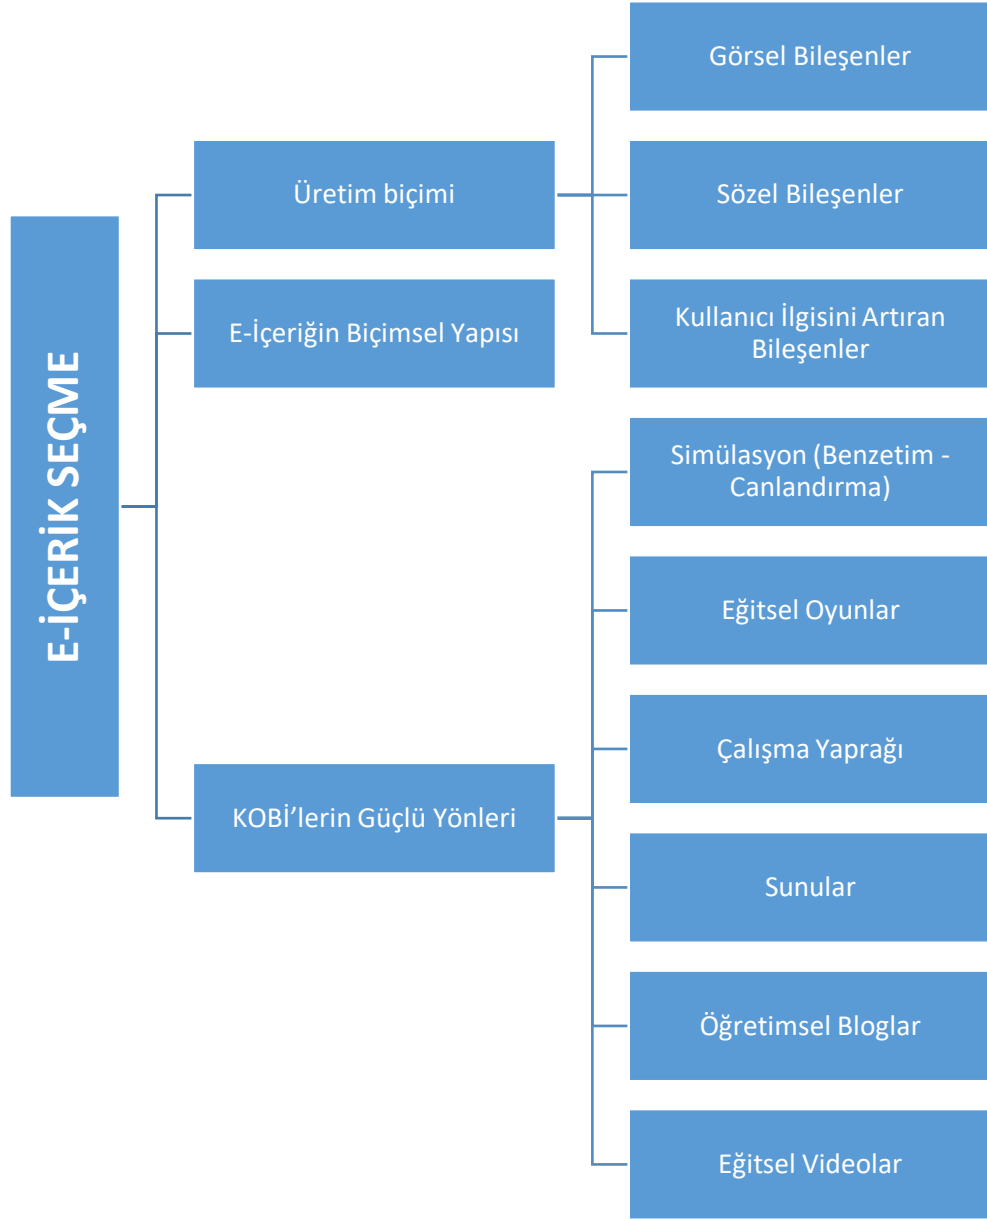 E-İÇERİK SEÇME
Üretim biçimi
Görsel Bileşenler
Sözel Bileşenler
Kullanıcı İlgisini Artıran
Bileşenler
E-İçeriğin Biçimsel Yapısı
KOBİ’lerin Güçlü Yönleri
Simülasyon (Benzetim -
Canlandırma)
Eğitsel Oyunlar
Çalışma Yaprağı
Sunular
Öğretimsel Bloglar
Eğitsel Videolar